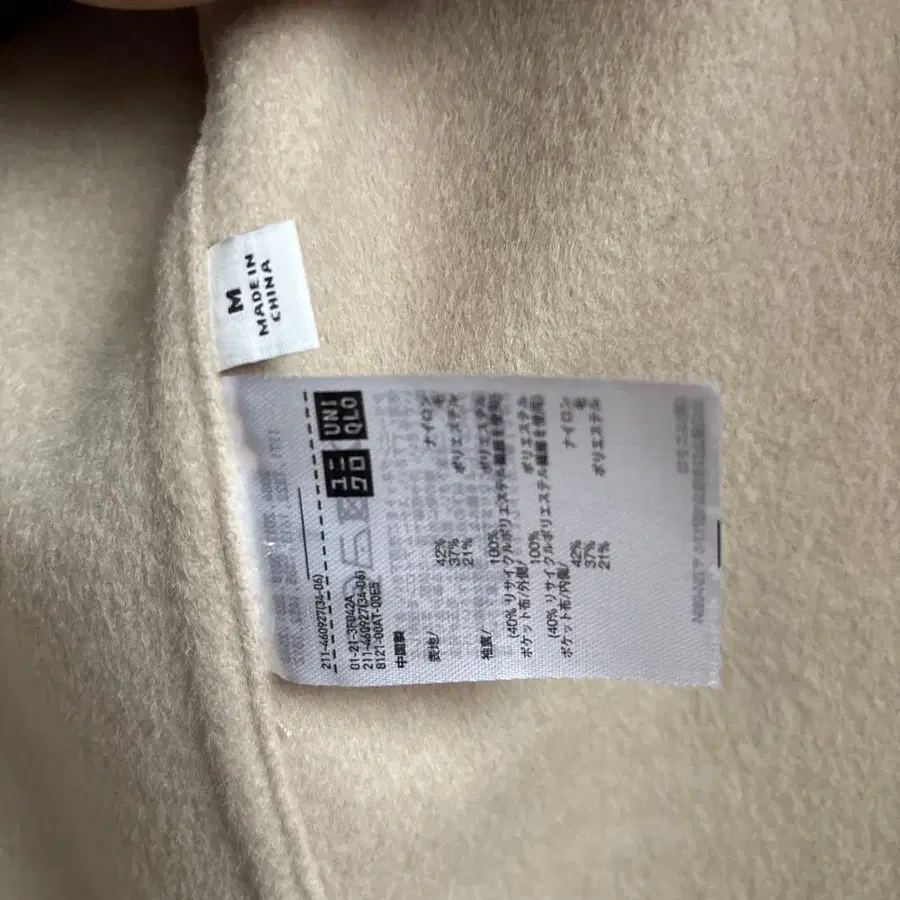 M
MADE IN
CHINA
211-460927(34-06)
ユニ
クロ
UNI
QLO
01-21-3F042A
211-460927(34-06)
8121-00AT-00E5
中国製
表地/ 42% ナイロン
37% 毛
21% ポリエステル
袖裏/ 100% ポリエステル
(40% リサイクルポリエステル繊維を使用)
ポケット布/外側/ 100% ポリエステル
(40% リサイクルポリエステル繊維を使用)
ポケット布/内側/ 42% ナイロン
37% 毛
21% ポリエステル